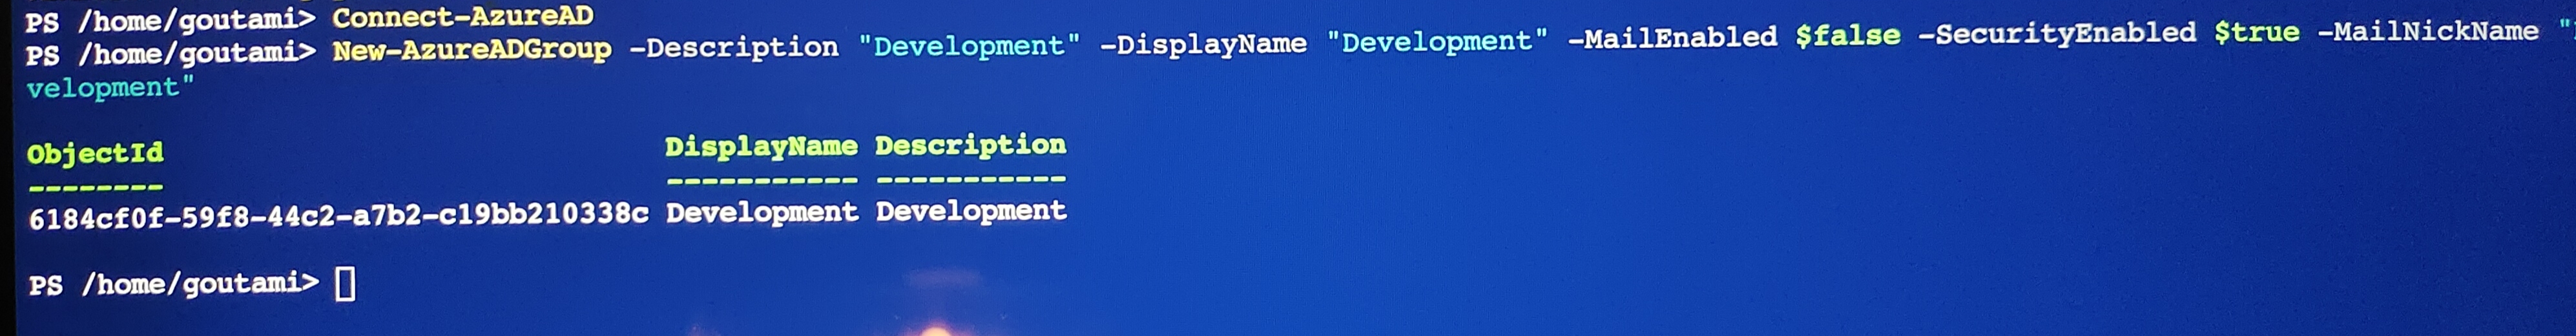 PS /home/goutami> Connect-AzureAD
PS /home/goutami> New-AzureADGroup -Description "Development" -DisplayName "Development" -MailEnabled $false -SecurityEnabled $true -MailNickName "
velopment"
ObjectId DisplayName Description
-------- ----------- -----------
6184cf0f-59f8-44c2-a7b2-c19bb210338c Development Development
PS /home/goutami>